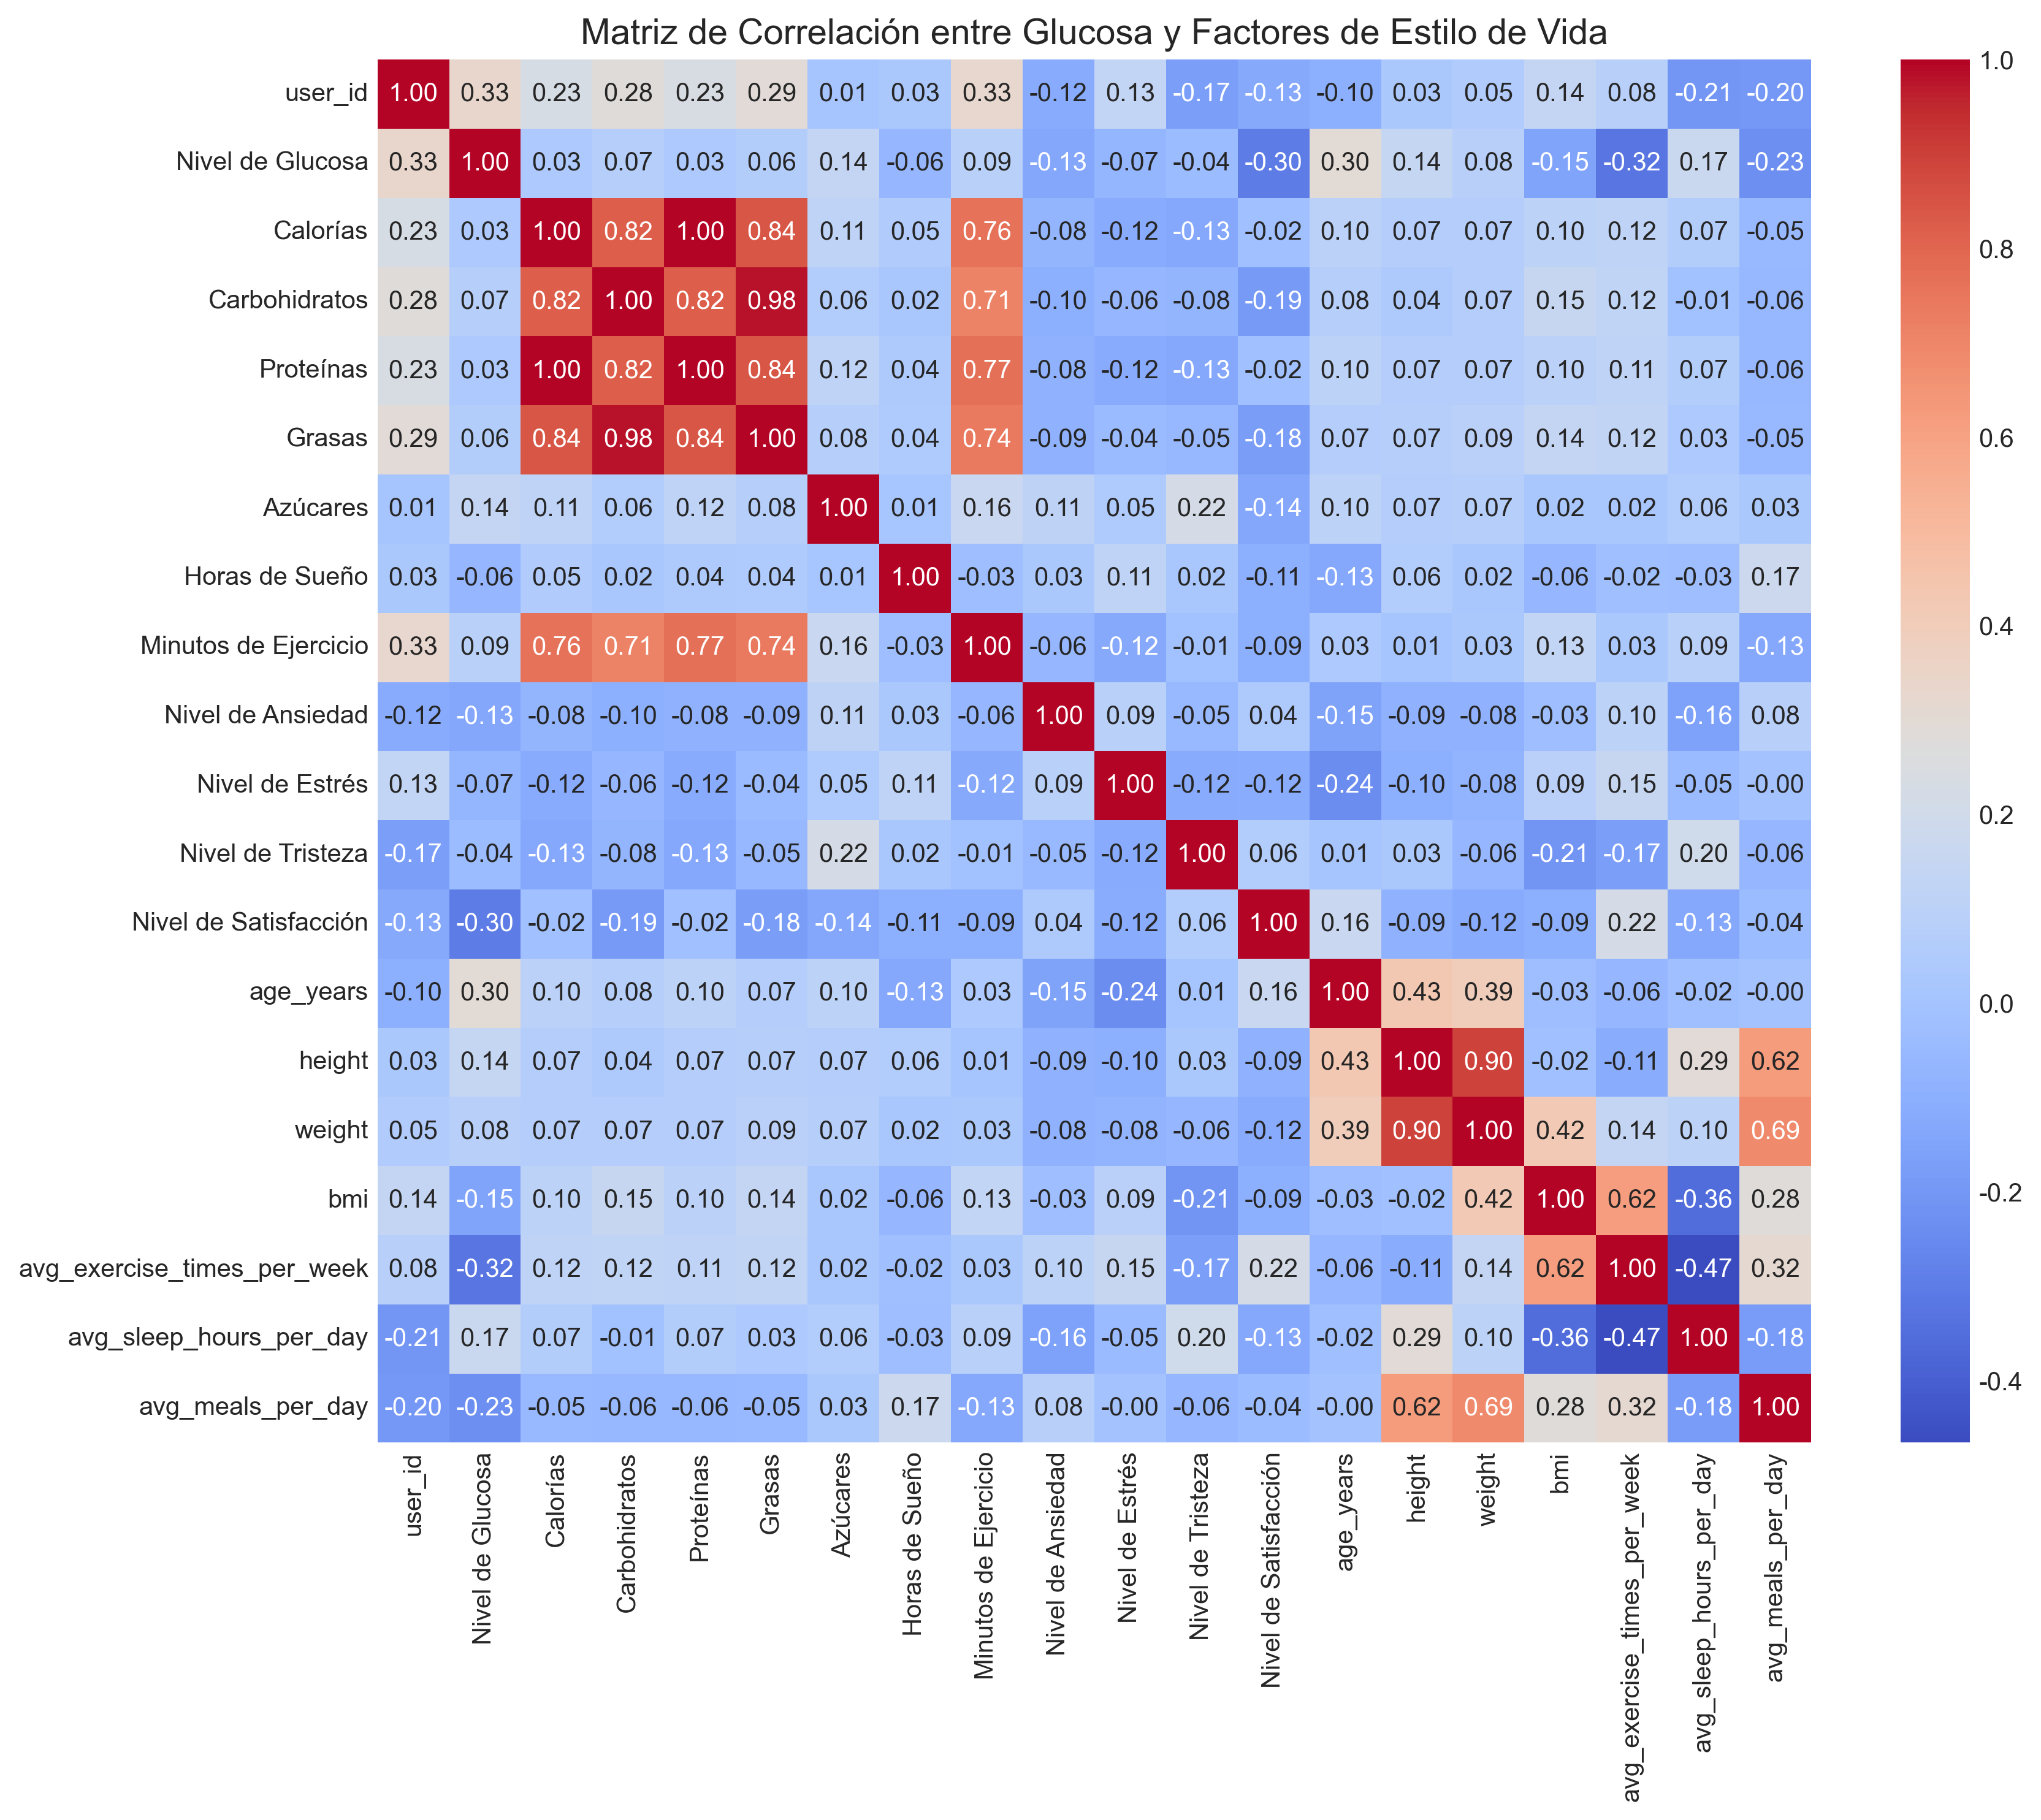 Matriz de Correlación entre Glucosa y Factores de Estilo de Vida
user_id 1.00 0.33 0.23 0.28 0.23 0.29 0.01 0.03 0.33 -0.12 0.13 -0.17 -0.13 -0.10 0.03 0.05 0.14 0.08 -0.21 -0.20
Nivel de Glucosa 0.33 1.00 0.03 0.07 0.03 0.06 0.14 -0.06 0.09 -0.13 -0.07 -0.04 -0.30 0.30 0.14 0.08 -0.15 -0.32 0.17 -0.23
Calorías 0.23 0.03 1.00 0.82 1.00 0.84 0.11 0.05 0.76 -0.08 -0.12 -0.13 -0.02 0.10 0.07 0.07 0.10 0.12 0.07 -0.05
Carbohidratos 0.28 0.07 0.82 1.00 0.82 0.98 0.06 0.02 0.71 -0.10 -0.06 -0.08 -0.19 0.08 0.04 0.07 0.15 0.12 -0.01 -0.06
Proteínas 0.23 0.03 1.00 0.82 1.00 0.84 0.12 0.04 0.77 -0.08 -0.12 -0.13 -0.02 0.10 0.07 0.07 0.10 0.11 0.07 -0.06
Grasas 0.29 0.06 0.84 0.98 0.84 1.00 0.08 0.04 0.74 -0.09 -0.04 -0.05 -0.18 0.07 0.07 0.09 0.14 0.12 0.03 -0.05
Azúcares 0.01 0.14 0.11 0.06 0.12 0.08 1.00 0.01 0.16 0.11 0.05 0.22 -0.14 0.10 0.07 0.07 0.02 0.02 0.06 0.03
Horas de Sueño 0.03 -0.06 0.05 0.02 0.04 0.04 0.01 1.00 -0.03 0.03 0.11 0.02 -0.11 -0.13 0.06 0.02 -0.06 -0.02 -0.03 0.17
Minutos de Ejercicio 0.33 0.09 0.76 0.71 0.77 0.74 0.16 -0.03 1.00 -0.06 -0.12 -0.01 -0.09 0.03 0.01 0.03 0.13 0.03 0.09 -0.13
Nivel de Ansiedad -0.12 -0.13 -0.08 -0.10 -0.08 -0.09 0.11 0.03 -0.06 1.00 0.09 -0.05 0.04 -0.15 -0.09 -0.08 -0.03 0.10 -0.16 0.08
Nivel de Estrés 0.13 -0.07 -0.12 -0.06 -0.12 -0.04 0.05 0.11 -0.12 0.09 1.00 -0.12 -0.12 -0.24 -0.10 -0.08 0.09 0.15 -0.05 -0.00
Nivel de Tristeza -0.17 -0.04 -0.13 -0.08 -0.13 -0.05 0.22 0.02 -0.01 -0.05 -0.12 1.00 0.06 0.01 0.03 -0.06 -0.21 -0.17 0.20 -0.06
Nivel de Satisfacción -0.13 -0.30 -0.02 -0.19 -0.02 -0.18 -0.14 -0.11 -0.09 0.04 -0.12 0.06 1.00 0.16 -0.09 -0.12 -0.09 0.22 -0.13 -0.04
age_years -0.10 0.30 0.10 0.08 0.10 0.07 0.10 -0.13 0.03 -0.15 -0.24 0.01 0.16 1.00 0.43 0.39 -0.03 -0.06 -0.02 -0.00
height 0.03 0.14 0.07 0.04 0.07 0.07 0.07 0.06 0.01 -0.09 -0.10 0.03 -0.09 0.43 1.00 0.90 -0.02 -0.11 0.29 0.62
weight 0.05 0.08 0.07 0.07 0.07 0.09 0.07 0.02 0.03 -0.08 -0.08 -0.06 -0.12 0.39 0.90 1.00 0.42 0.14 0.10 0.69
bmi 0.14 -0.15 0.10 0.15 0.10 0.14 0.02 -0.06 0.13 -0.03 0.09 -0.21 -0.09 -0.03 -0.02 0.42 1.00 0.62 -0.36 0.28
avg_exercise_times_per_week 0.08 -0.32 0.12 0.12 0.11 0.12 0.02 -0.02 0.03 0.10 0.15 -0.17 0.22 -0.06 -0.11 0.14 0.62 1.00 -0.47 0.32
avg_sleep_hours_per_day -0.21 0.17 0.07 -0.01 0.07 0.03 0.06 -0.03 0.09 -0.16 -0.05 0.20 -0.13 -0.02 0.29 0.10 -0.36 -0.47 1.00 -0.18
avg_meals_per_day -0.20 -0.23 -0.05 -0.06 -0.06 -0.05 0.03 0.17 -0.13 0.08 -0.00 -0.06 -0.04 -0.00 0.62 0.69 0.28 0.32 -0.18 1.00
user_id
Nivel de Glucosa
Calorías
Carbohidratos
Proteínas
Grasas
Azúcares
Horas de Sueño
Minutos de Ejercicio
Nivel de Ansiedad
Nivel de Estrés
Nivel de Tristeza
Nivel de Satisfacción
age_years
height
weight
bmi
avg_exercise_times_per_week
avg_sleep_hours_per_day
avg_meals_per_day
1.0
0.8
0.6
0.4
0.2
0.0
-0.2
-0.4